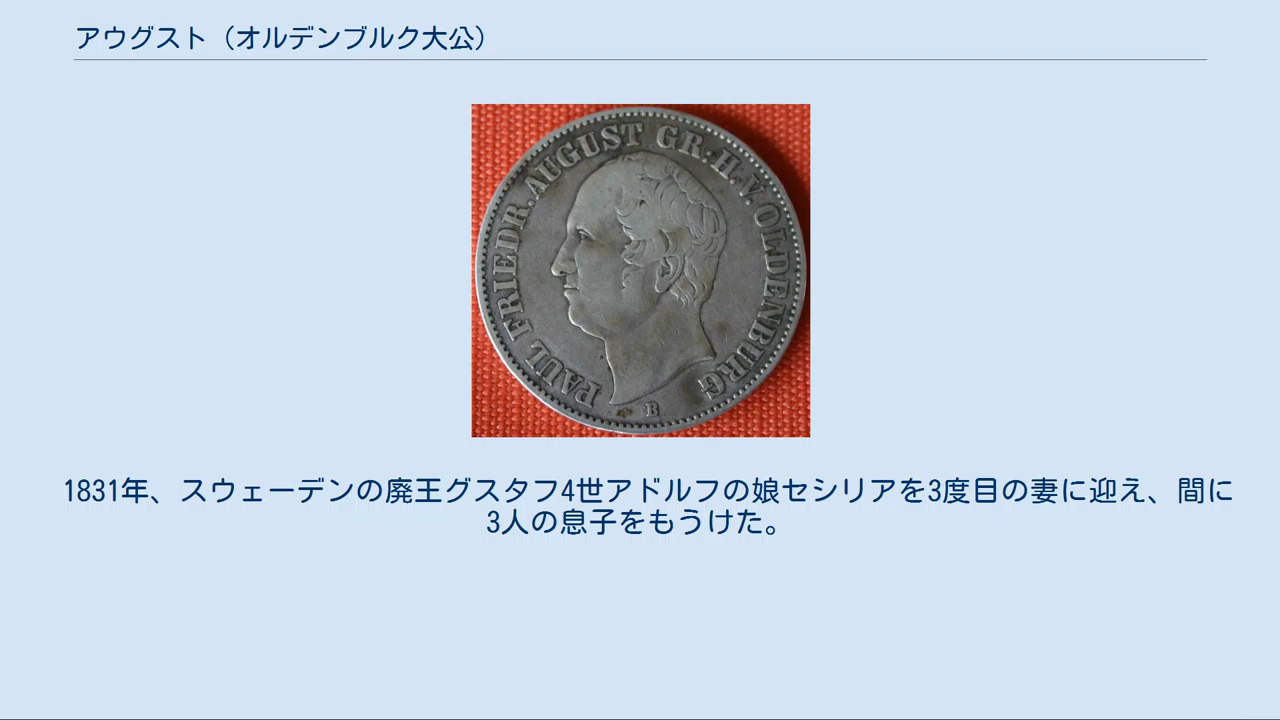 アウグスト（オルデンブルク大公）
PAUL FRIEDR. AUGUST GR. H. V. OLDENBURG
B
1831年、スウェーデンの廃王グスタフ4世アドルフの娘セシリアを3度目の妻に迎え、間に
3人の息子をもうけた。